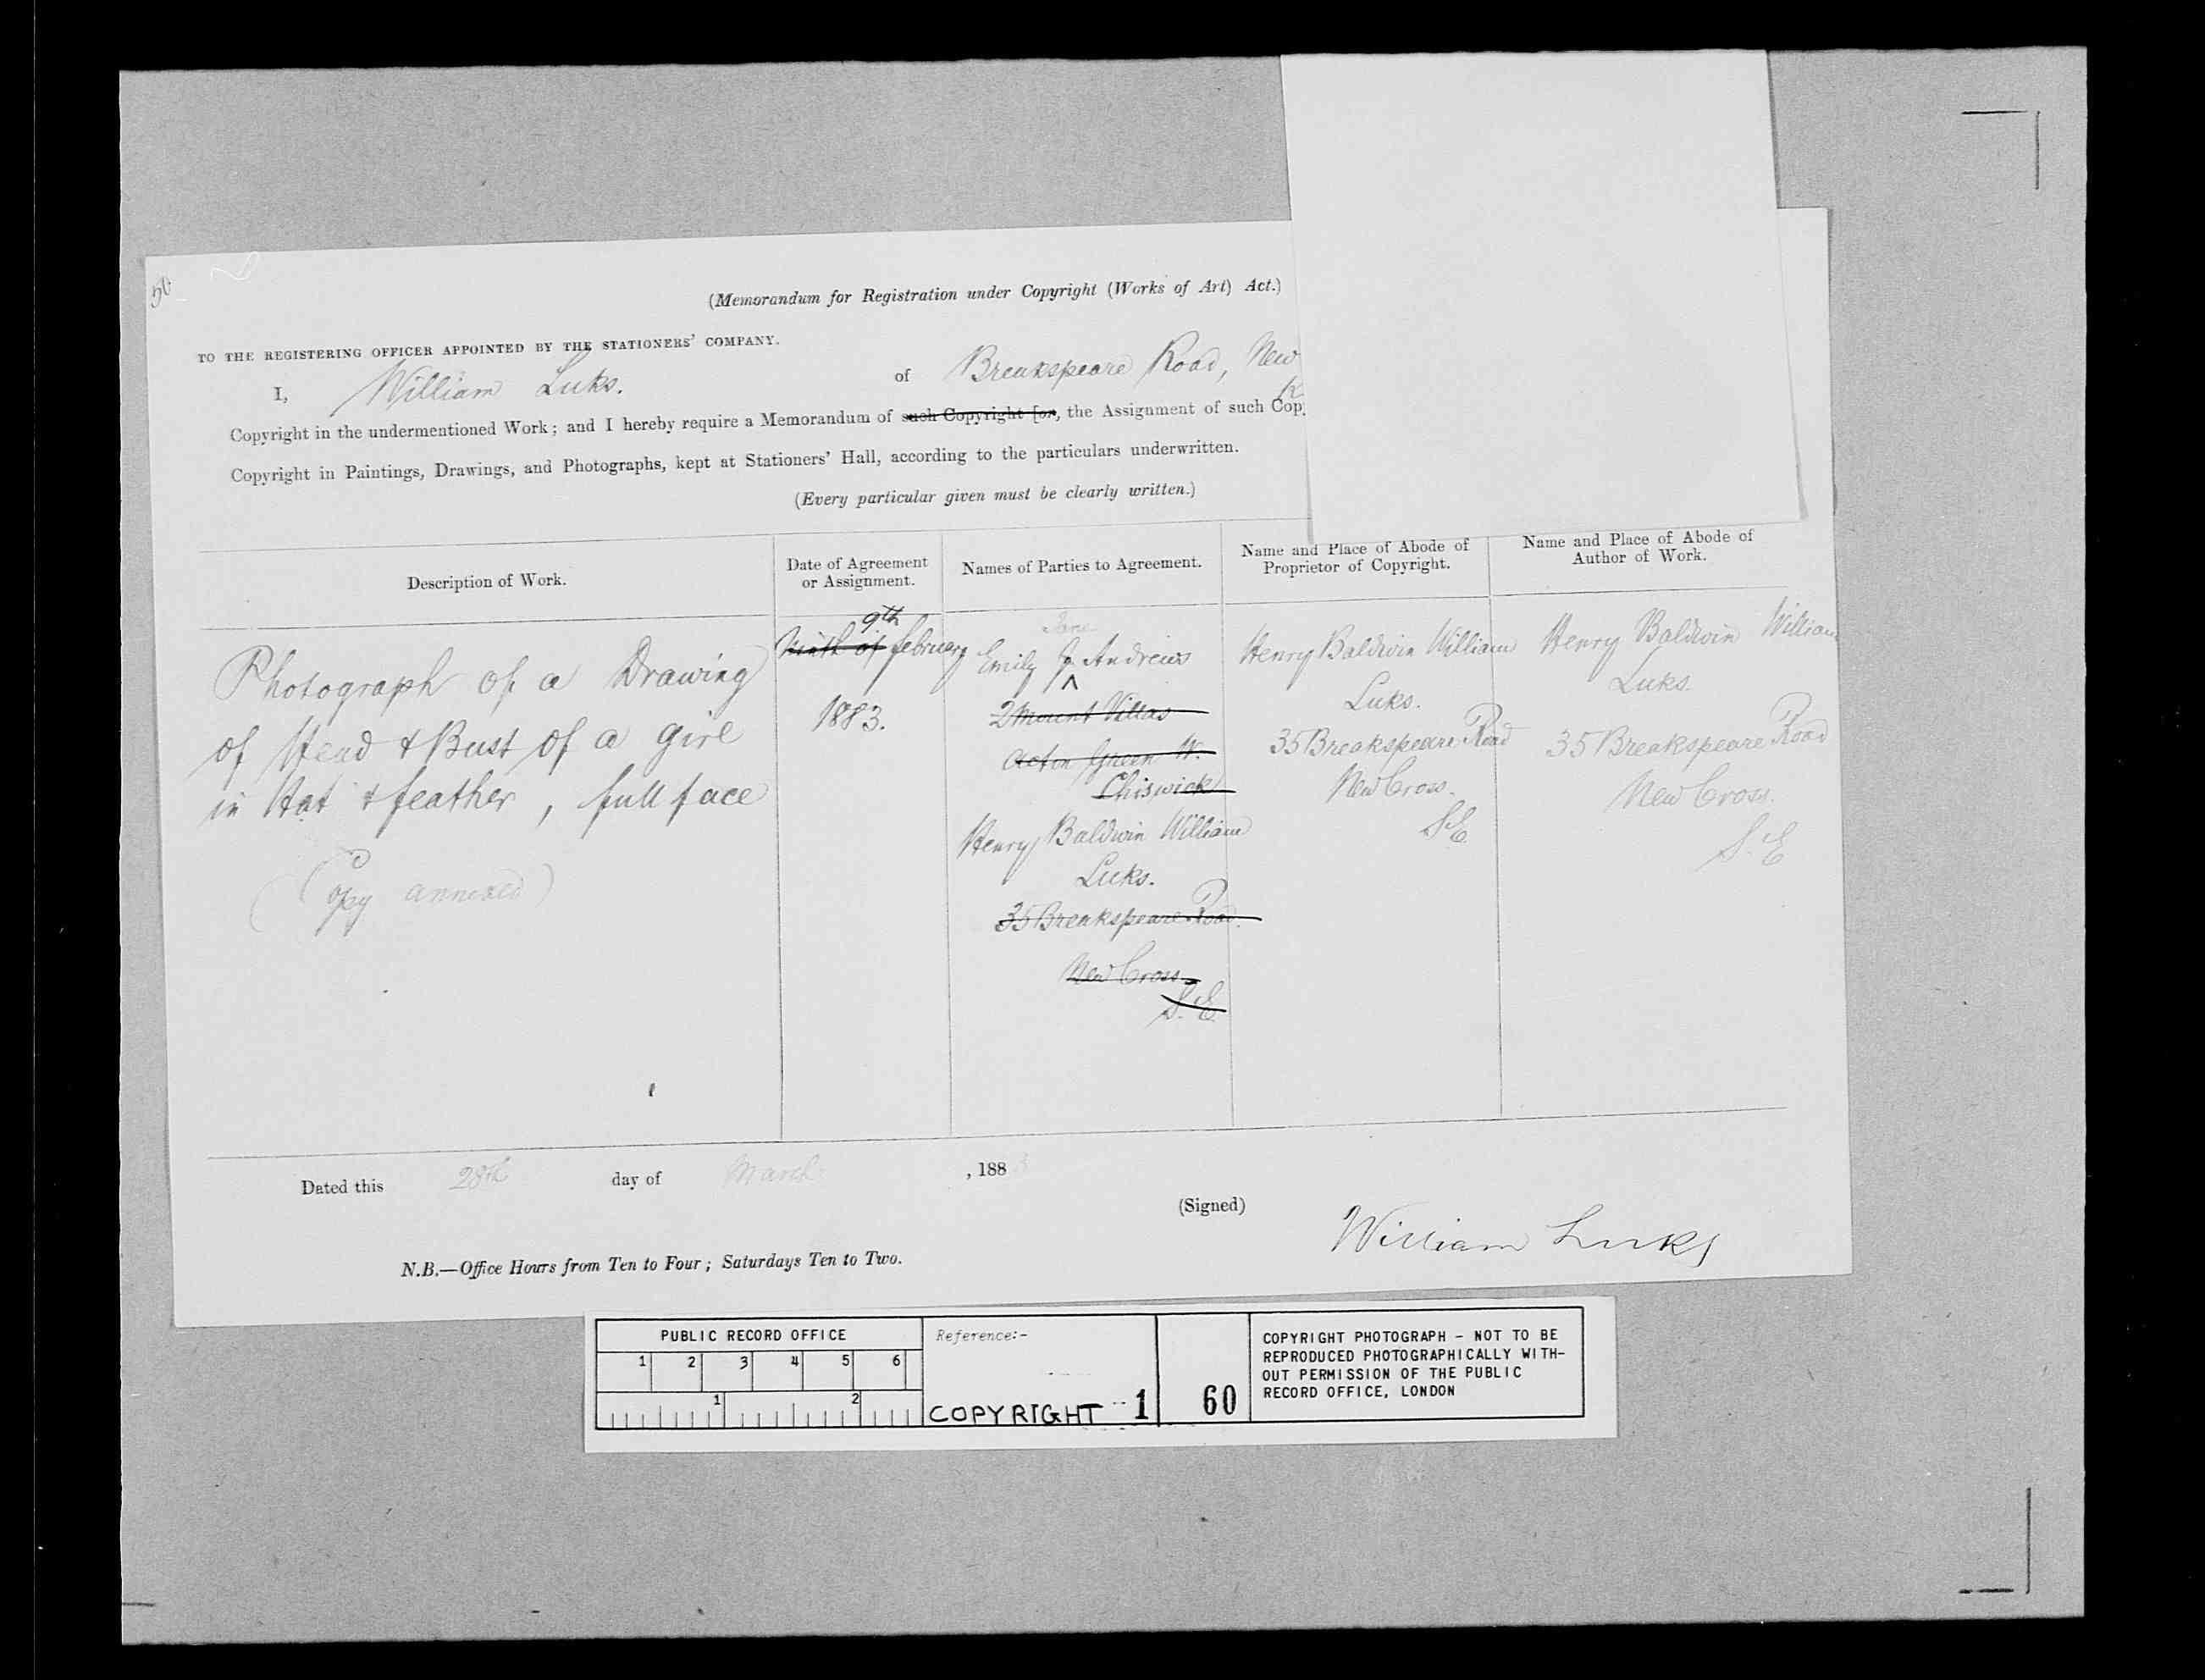 50
(Memorandum for Registration under Copyright (Works of Art) Act.)
TO THE REGISTERING OFFICER APPOINTED BY THE STATIONERS' COMPANY.
I, William Luks. of Breakspeare Road, New
Copyright in the undermentioned Work; and I hereby require a Memorandum of such Copyright [or, the Assignment of such Cop
Copyright in Paintings, Drawings, and Photographs, kept at Stationers' Hall, according to the particulars underwritten.
(Every particular given must be clearly written.)
Description of Work.
Photograph of a Drawing
of Head & Bust of a girl
in Hat & feather, full face
(Copy annexed)
Date of Agreement
or Assignment.
9th
Ninth of february
1883.
Names of Parties to Agreement.
Jane
Emily J. Andrews
2 Mount Villas
Acton Green W.
Chiswick
Henry Baldwin William
Luks.
35 Breakspeare Road.
New Cross.
S.E.
Name and Place of Abode of
Proprietor of Copyright.
Henry Baldwin William
Luks.
35 Breakspeare Road
New Cross.
S.E.
Name and Place of Abode of
Author of Work.
Henry Baldwin William
Luks.
35 Breakspeare Road
New Cross.
S.E
Dated this 28th day of March , 1883
(Signed)
William Luks
N.B.—Office Hours from Ten to Four; Saturdays Ten to Two.
PUBLIC RECORD OFFICE
1 2 3 4 5 6
1 2
Reference:-
COPYRIGHT 1
60
COPYRIGHT PHOTOGRAPH - NOT TO BE
REPRODUCED PHOTOGRAPHICALLY WITH-
OUT PERMISSION OF THE PUBLIC
RECORD OFFICE, LONDON